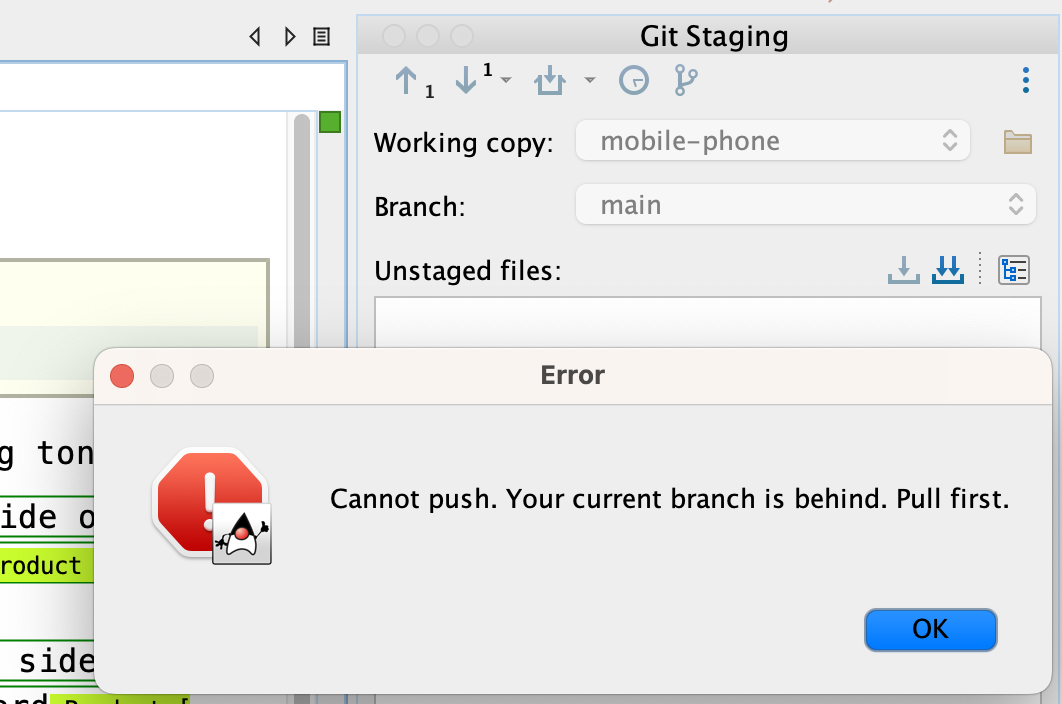 Git Staging
1
1
Working copy:
mobile-phone
Branch:
main
Unstaged files:
Error
g ton
ide o
Cannot push. Your current branch is behind. Pull first.
roduct
OK
side